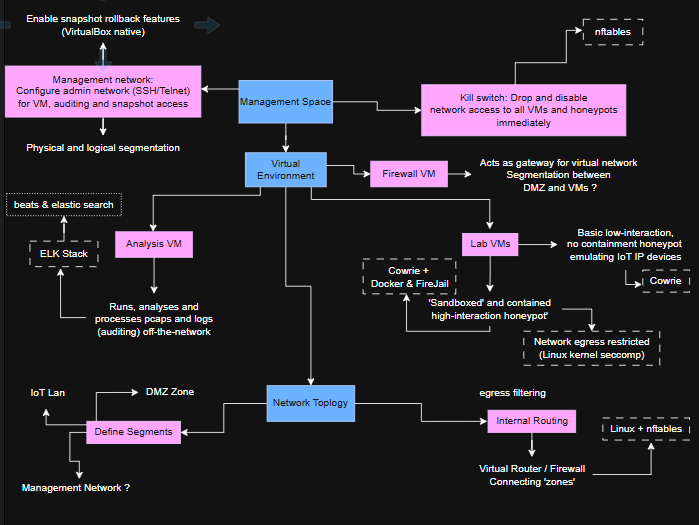 Enable snapshot rollback features
(VirtualBox native)
nftables
Management network:
Configure admin network (SSH/Telnet)
for VM, auditing and snapshot access
Management Space
Kill switch: Drop and disable
network access to all VMs and honeypots
immediately
Physical and logical segmentation
Virtual
Environment
Firewall VM
Acts as gateway for virtual network
Segmentation between
DMZ and VMs ?
beats & elastic search
ELK Stack
Analysis VM
Lab VMs
Basic low-interaction,
no containment honeypot
emulating IoT IP devices
Cowrie +
Docker & FireJail
Cowrie
Runs, analyses and
processes pcaps and logs
(auditing) off-the-network
'Sandboxed' and contained
high-interaction honeypot'
Network egress restricted
(Linux kernel seccomp)
IoT Lan
DMZ Zone
Network Toplogy
egress filtering
Define Segments
Internal Routing
Linux + nftables
Management Network ?
Virtual Router / Firewall
Connecting 'zones'